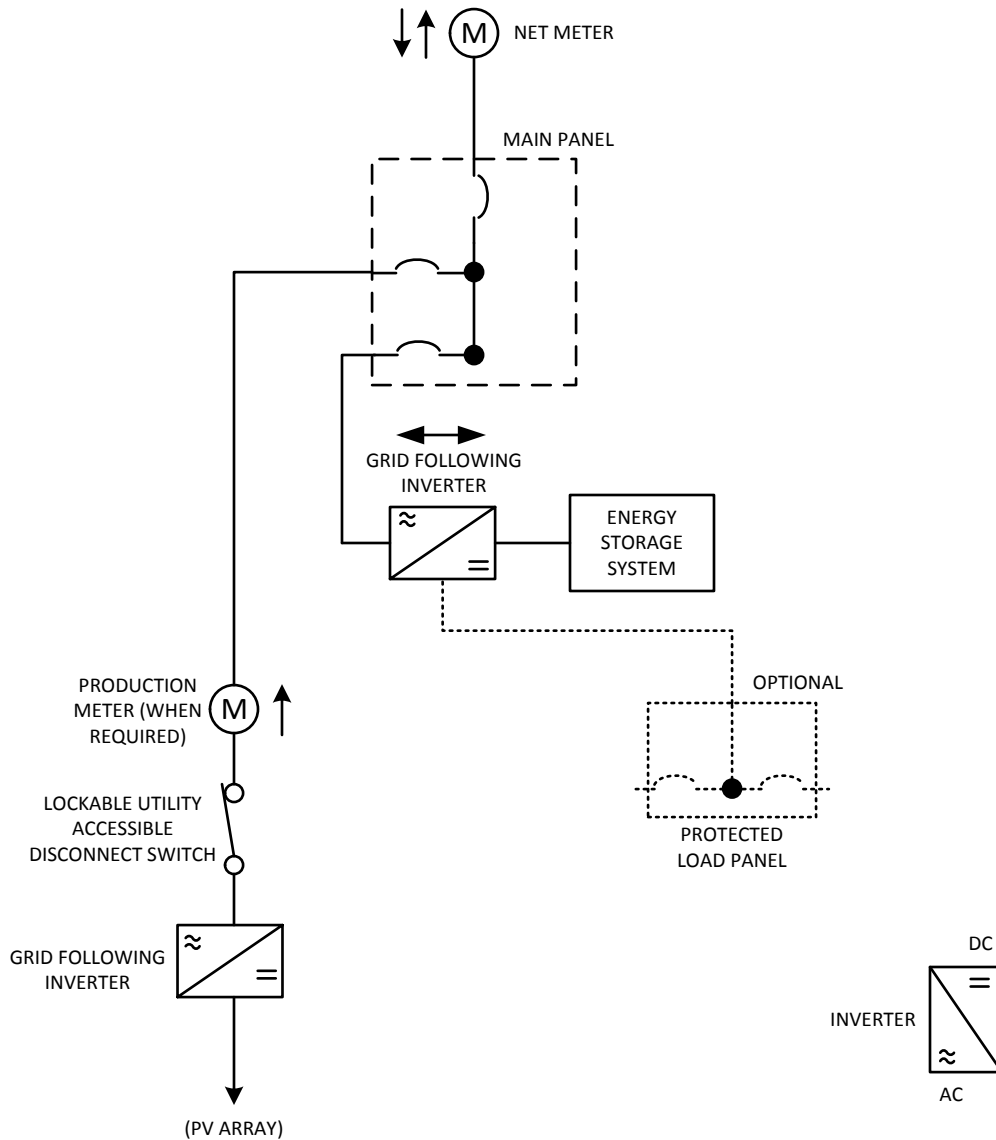 M
NET METER
MAIN PANEL
GRID FOLLOWING
INVERTER
ENERGY
STORAGE
SYSTEM
PRODUCTION
METER (WHEN
REQUIRED)
M
OPTIONAL
LOCKABLE UTILITY
ACCESSIBLE
DISCONNECT SWITCH
PROTECTED
LOAD PANEL
GRID FOLLOWING
INVERTER
DC
INVERTER
AC
(PV ARRAY)